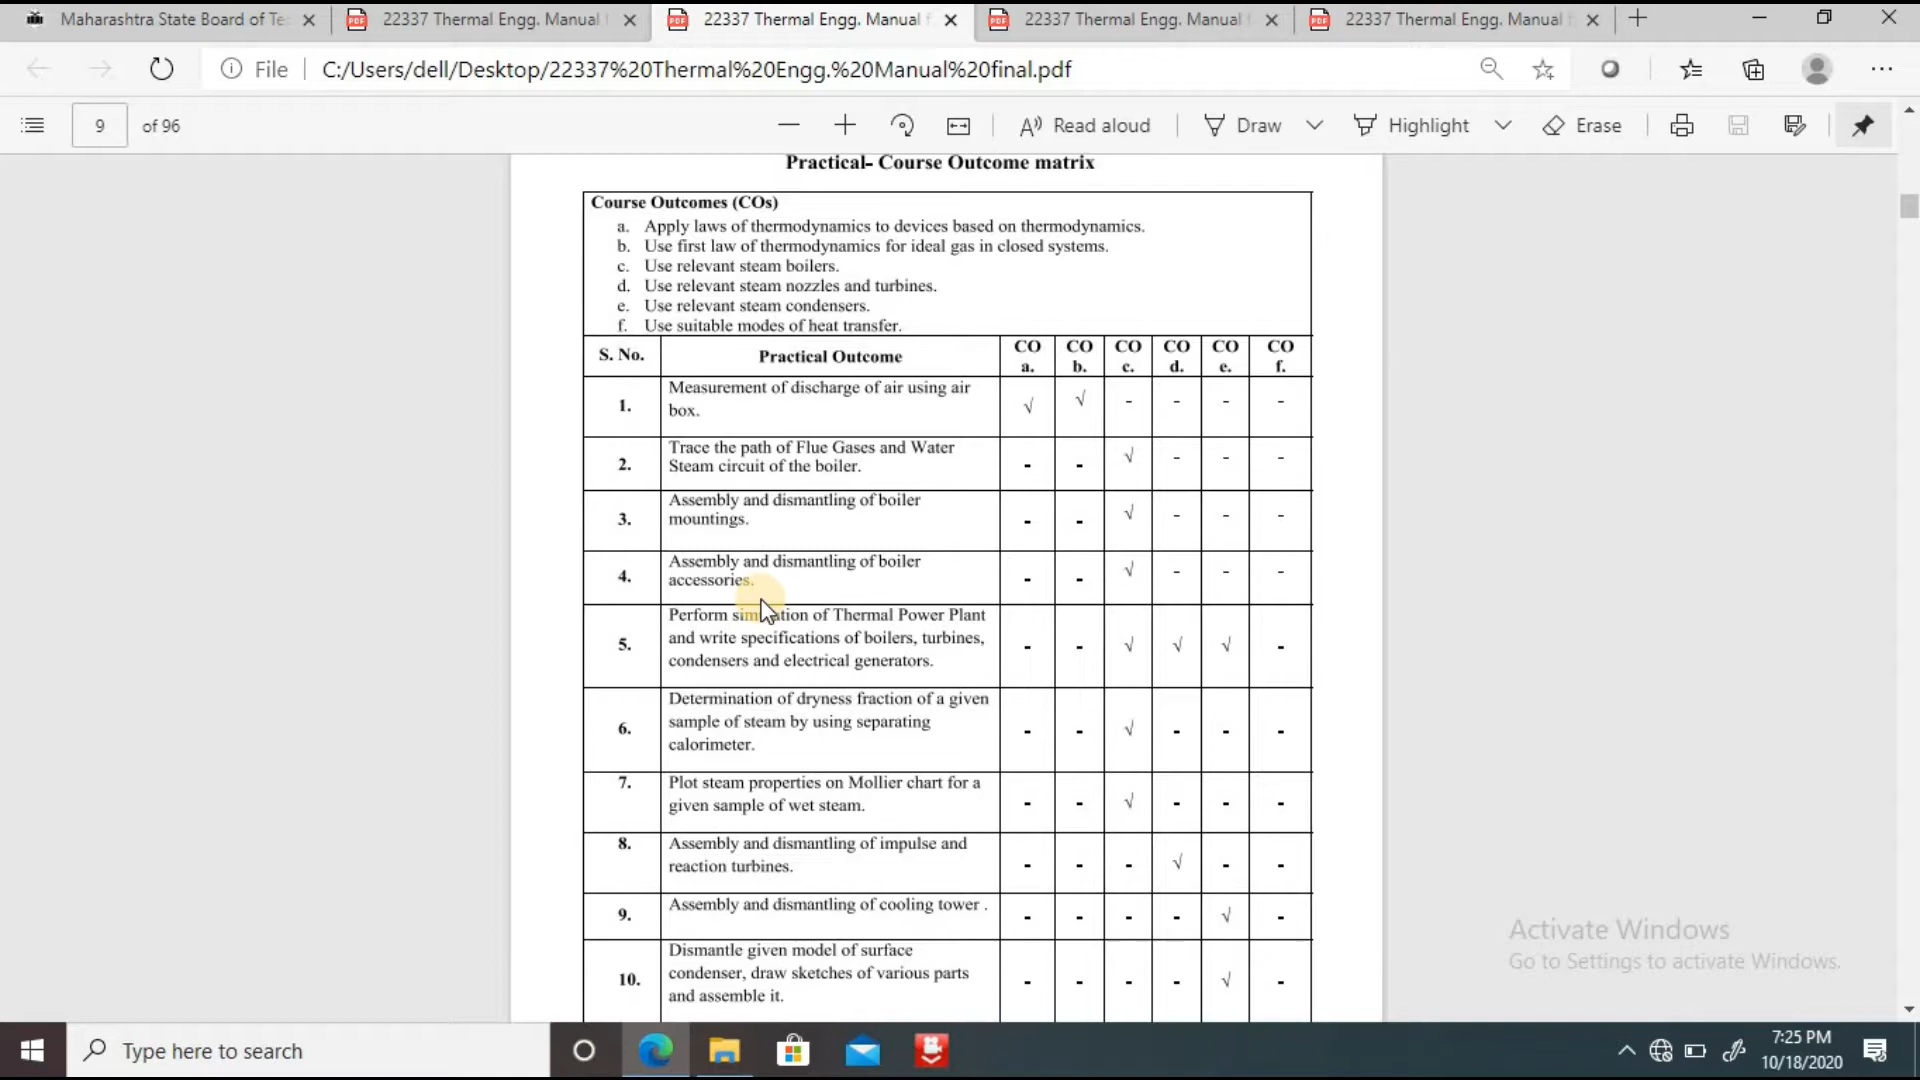 Maharashtra State Board of Te
22337 Thermal Engg. Manual f
22337 Thermal Engg. Manual f
22337 Thermal Engg. Manual f
22337 Thermal Engg. Manual f
File
C:/Users/dell/Desktop/22337%20Thermal%20Engg.%20Manual%20final.pdf
9 of 96
Read aloud
Draw
Highlight
Erase
Practical- Course Outcome matrix
Course Outcomes (COs)
a. Apply laws of thermodynamics to devices based on thermodynamics.
b. Use first law of thermodynamics for ideal gas in closed systems.
c. Use relevant steam boilers.
d. Use relevant steam nozzles and turbines.
e. Use relevant steam condensers.
f. Use suitable modes of heat transfer.
S. No. Practical Outcome CO a. CO b. CO c. CO d. CO e. CO f.
1. Measurement of discharge of air using air
box. √ √ - - - -
2. Trace the path of Flue Gases and Water
Steam circuit of the boiler. - - √ - - -
3. Assembly and dismantling of boiler
mountings. - - √ - - -
4. Assembly and dismantling of boiler
accessories. - - √ - - -
Perform simulation of Thermal Power Plant
5. and write specifications of boilers, turbines, - - √ √ √ -
condensers and electrical generators.
Determination of dryness fraction of a given
6. sample of steam by using separating - - √ - - -
calorimeter.
7. Plot steam properties on Mollier chart for a
given sample of wet steam. - - √ - - -
8. Assembly and dismantling of impulse and
reaction turbines. - - - √ - -
9. Assembly and dismantling of cooling tower . - - - - √ -
Dismantle given model of surface
10. condenser, draw sketches of various parts - - - - √ -
and assemble it.
Activate Windows
Go to Settings to activate Windows.
Type here to search
7:25 PM
10/18/2020